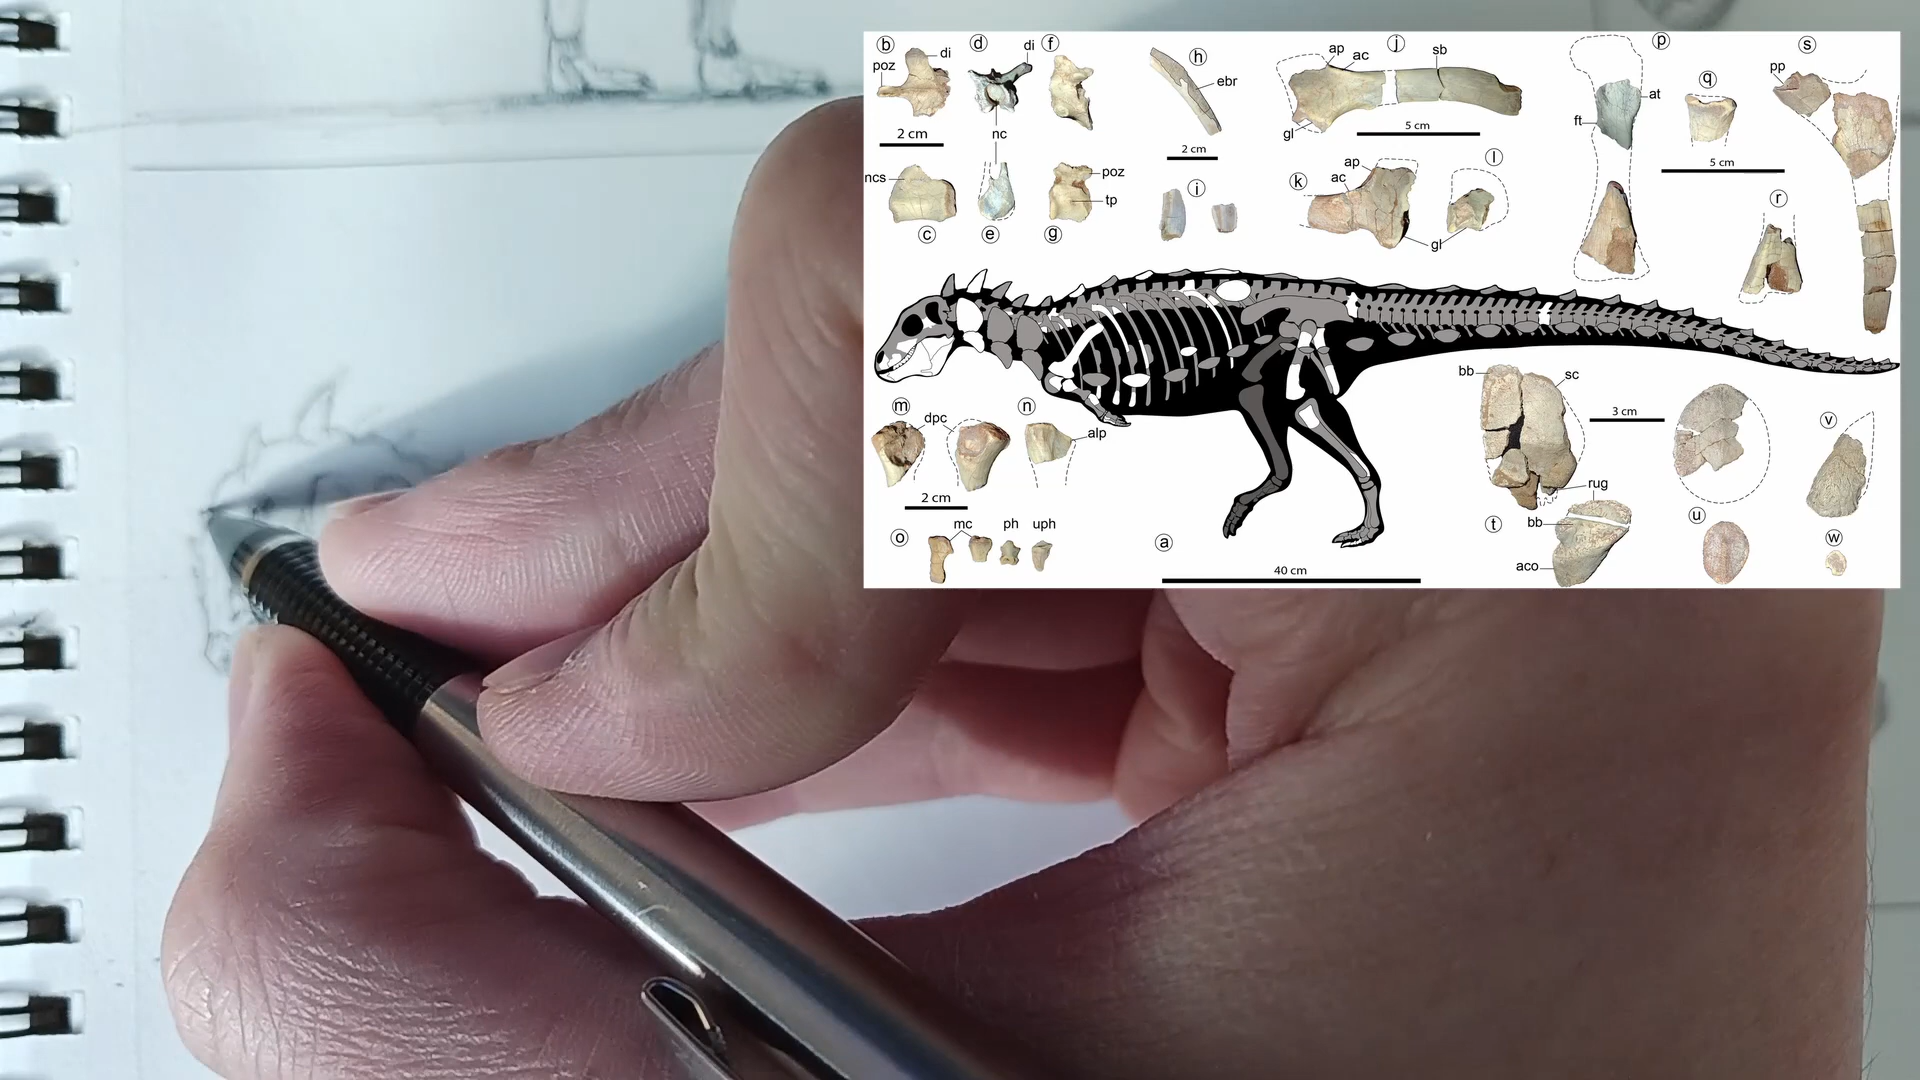 b
di
poz
d
di
f
h
ebr
ap
ac
j
sb
p
q
pp
s
at
ft
nc
2 cm
gl
5 cm
2 cm
5 cm
ncs
poz
tp
i
ap
ac
k
l
gl
r
c
e
g
m
dpc
n
alp
bb
sc
3 cm
v
2 cm
rug
o
mc
ph
uph
a
t
bb
aco
u
w
40 cm